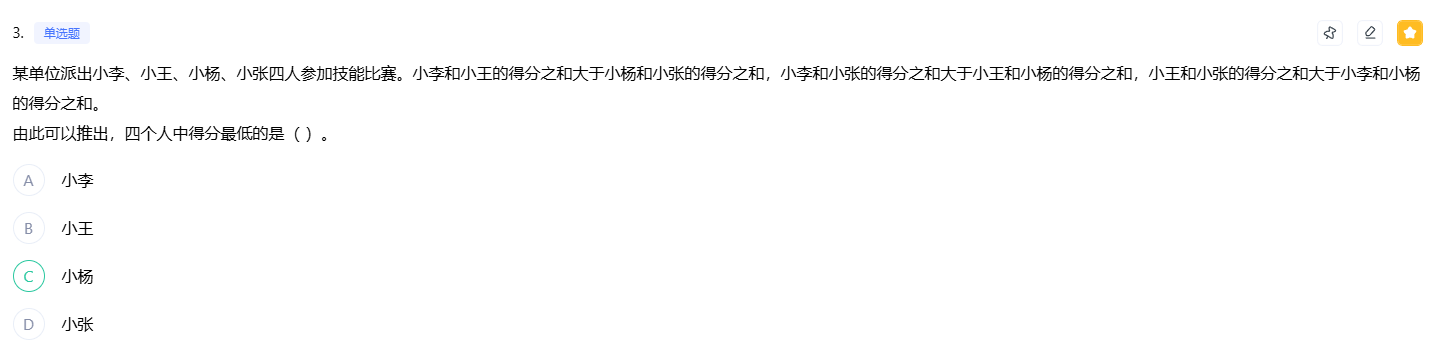 3. 单选题
某单位派出小李、小王、小杨、小张四人参加技能比赛。小李和小王的得分之和大于小杨和小张的得分之和，小李和小张的得分之和大于小王和小杨的得分之和，小王和小张的得分之和大于小李和小杨
的得分之和。
由此可以推出，四个人中得分最低的是（ ）。
A 小李
B 小王
C 小杨
D 小张